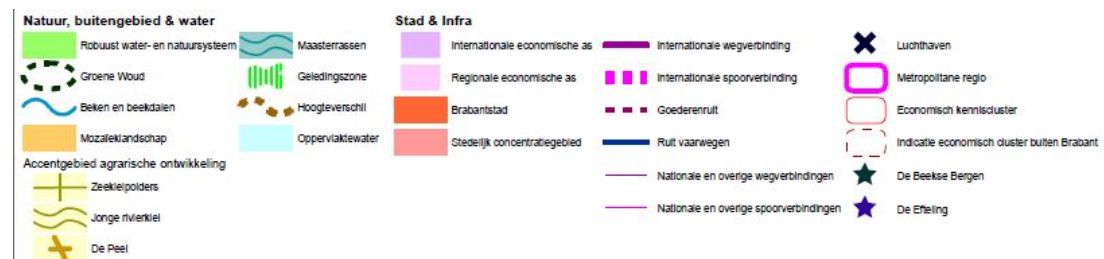 Natuur, buitengebied & water
Robuust water- en natuursysteem
Groene Woud
Beken en beekdalen
Mozaïeklandschap
Maasterrassen
Geledingszone
Hoogteverschil
Oppervlaktewater
Accentgebied agrarische ontwikkeling
Zeekleipolders
Jonge rivierklei
De Peel
Stad & Infra
Internationale economische as
Regionale economische as
Brabantstad
Stedelijk concentratiegebied
Internationale wegverbinding
Internationale spoorverbinding
Goederenruit
Ruit vaarwegen
Nationale en overige wegverbindingen
Nationale en overige spoorverbindingen
Luchthaven
Metropolitane regio
Economisch kenniscluster
Indicatie economisch cluster buiten Brabant
De Beekse Bergen
De Efteling